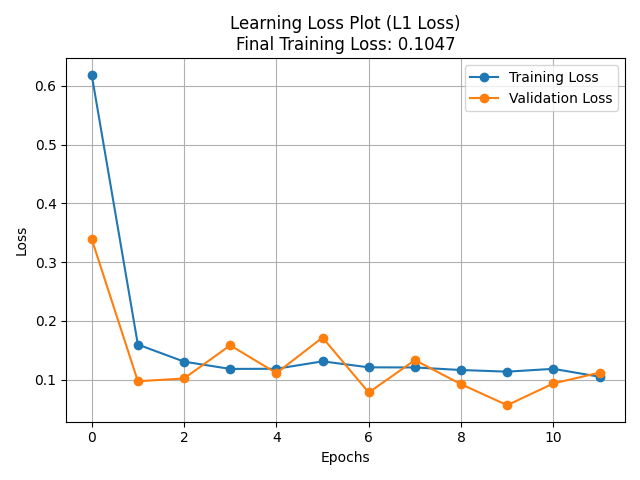 Learning Loss Plot (L1 Loss)
Final Training Loss: 0.1047
Training Loss
Validation Loss
0.6
0.5
0.4
0.3
0.2
0.1
Loss
0 2 4 6 8 10
Epochs